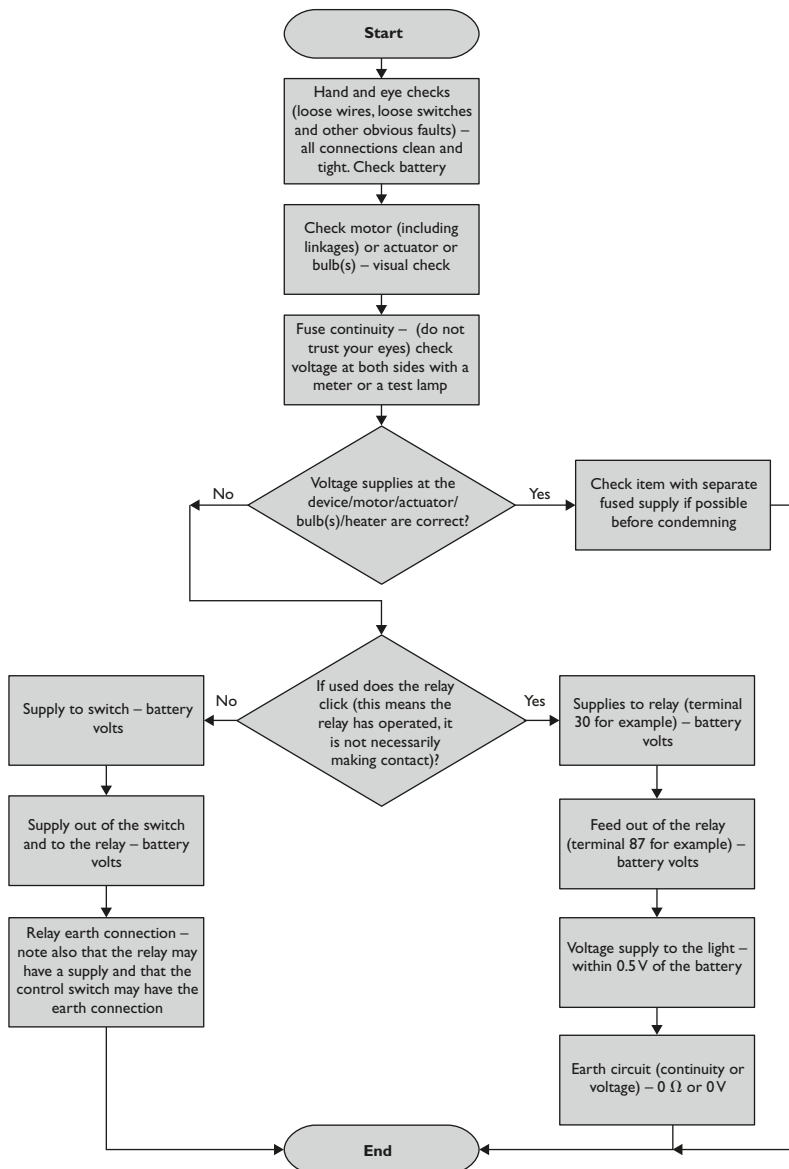 Start
Hand and eye checks
(loose wires, loose switches
and other obvious faults) –
all connections clean and
tight. Check battery
Check motor (including
linkages) or actuator or
bulb(s) – visual check
Fuse continuity – (do not
trust your eyes) check
voltage at both sides with a
meter or a test lamp
No
Voltage supplies at the
device/motor/actuator/
bulb(s)/heater are correct?
Yes
Check item with separate
fused supply if possible
before condemning
Supply to switch – battery
volts
No
If used does the relay
click (this means the
relay has operated, it
is not necessarily
making contact)?
Yes
Supplies to relay (terminal
30 for example) – battery
volts
Supply out of the switch
and to the relay – battery
volts
Feed out of the relay
(terminal 87 for example) –
battery volts
Relay earth connection –
note also that the relay may
have a supply and that the
control switch may have the
earth connection
Voltage supply to the light –
within 0.5 V of the battery
Earth circuit (continuity or
voltage) – 0 Ω or 0 V
End